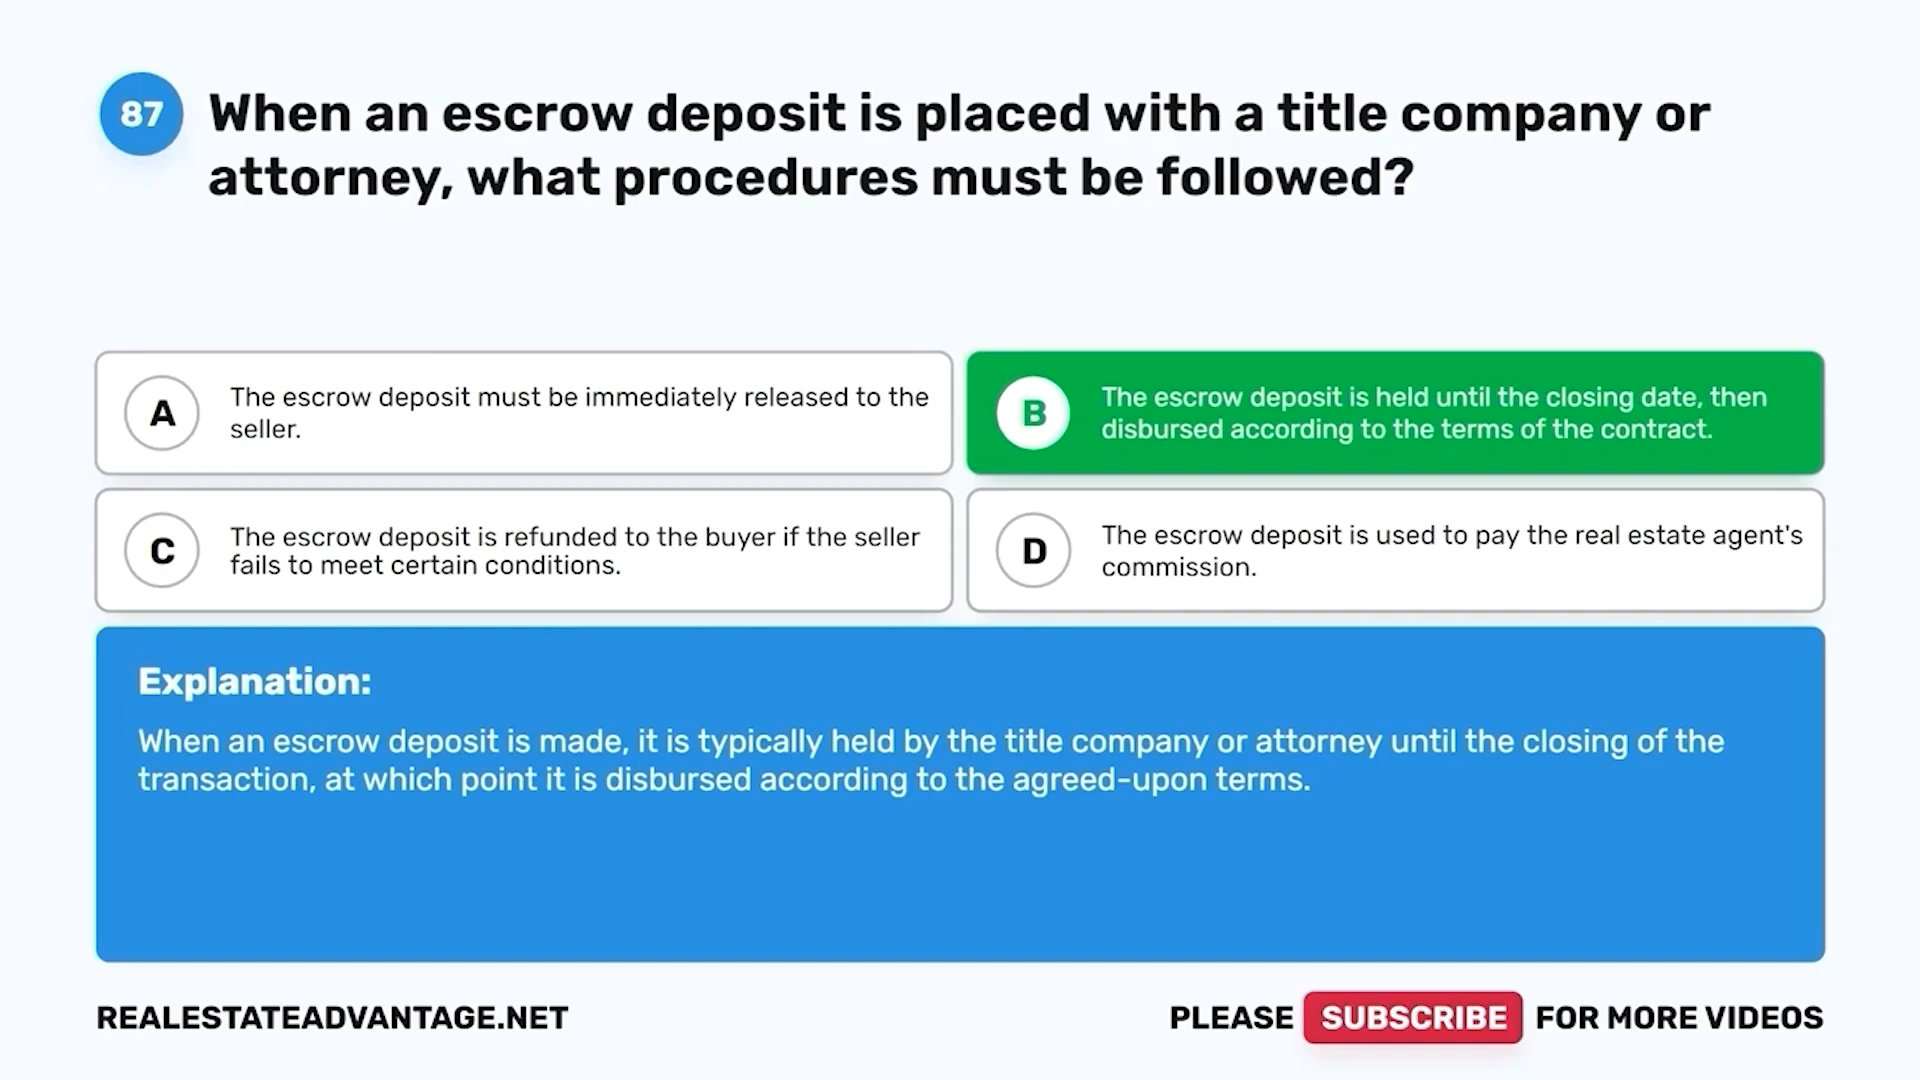 87
When an escrow deposit is placed with a title company or
attorney, what procedures must be followed?
A
The escrow deposit must be immediately released to the
seller.
B
The escrow deposit is held until the closing date, then
disbursed according to the terms of the contract.
C
The escrow deposit is refunded to the buyer if the seller
fails to meet certain conditions.
D
The escrow deposit is used to pay the real estate agent's
commission.
Explanation:
When an escrow deposit is made, it is typically held by the title company or attorney until the closing of the
transaction, at which point it is disbursed according to the agreed-upon terms.
REALESTATEADVANTAGE.NET
PLEASE SUBSCRIBE FOR MORE VIDEOS